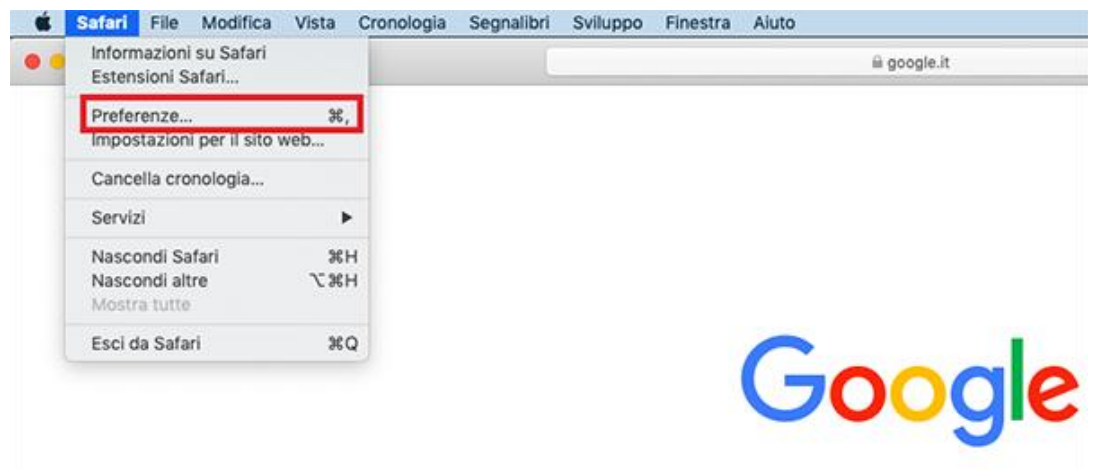 Safari File Modifica Vista Cronologia Segnalibri Sviluppo Finestra Aiuto
google.it
Informazioni su Safari
Estensioni Safari...
Preferenze... ⌘,
Impostazioni per il sito web...
Cancella cronologia...
Servizi ▶
Nascondi Safari ⌘H
Nascondi altre ⌥⌘H
Mostra tutte
Esci da Safari ⌘Q
Google